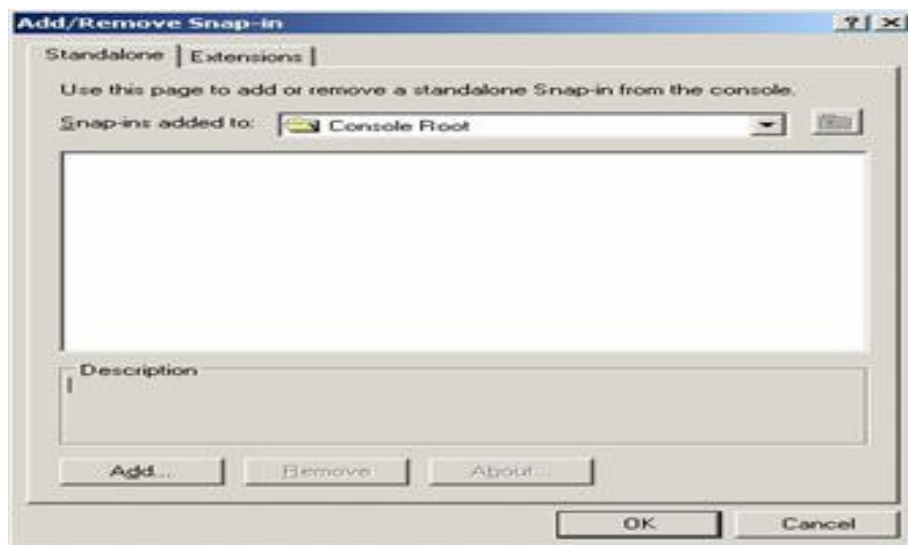 Add/Remove Snap-in
Standalone Extensions
Use this page to add or remove a standalone Snap-in from the console.
Snap-ins added to: Console Root
Description
Add... Remove About...
OK Cancel